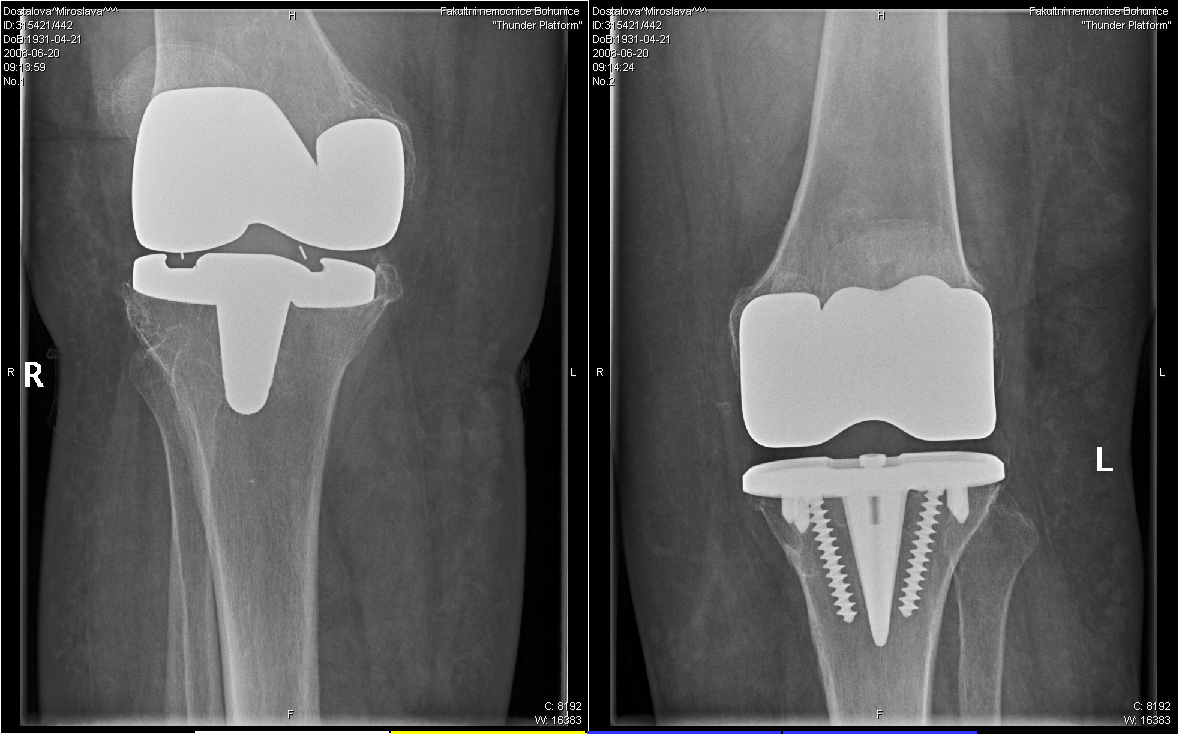 Dostalova^Miroslava^^^
ID:315421/442
DoB:1931-04-21
2008-06-20
09:13:59
No.1
H
Fakultni nemocnice Bohunice
"Thunder Platform"
R
R
L
F
C: 8192
W: 16383
Dostalova^Miroslava^^^
ID:315421/442
DoB:1931-04-21
2008-06-20
09:14:24
No.2
H
Fakultni nemocnice Bohunice
"Thunder Platform"
R
L
L
F
C: 8192
W: 16383